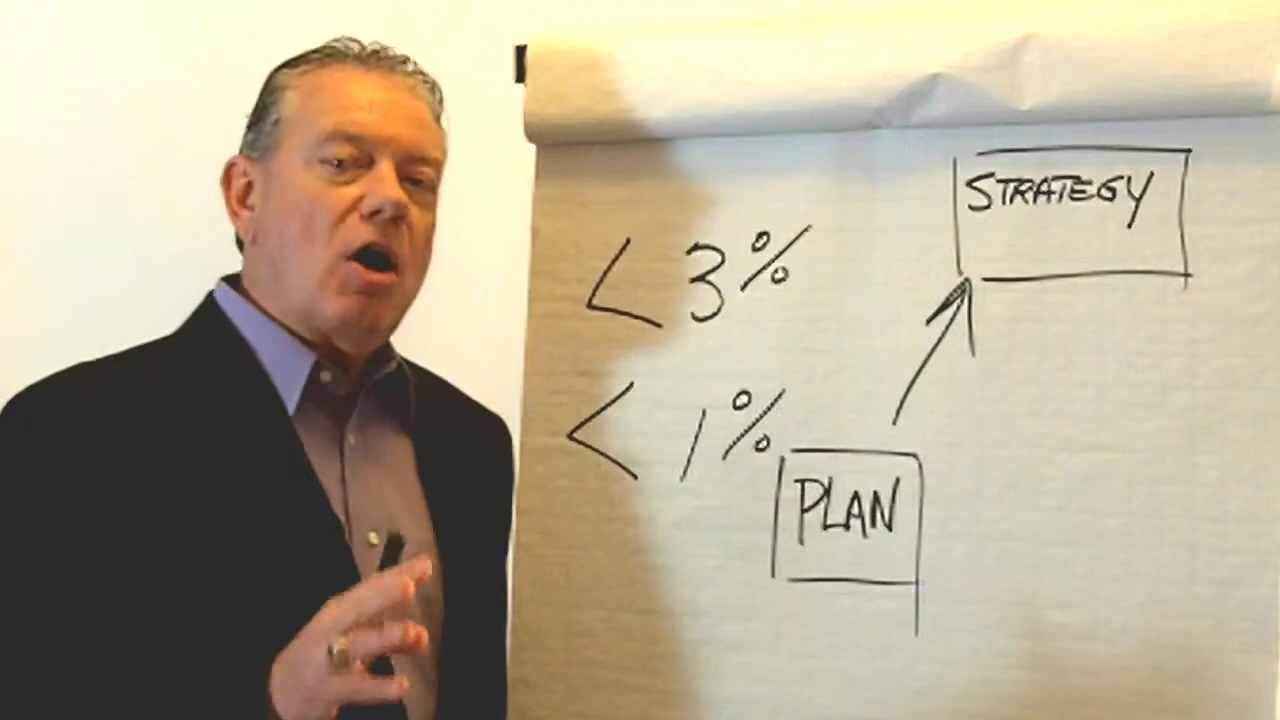 STRATEGY
< 3%
< 1%
PLAN